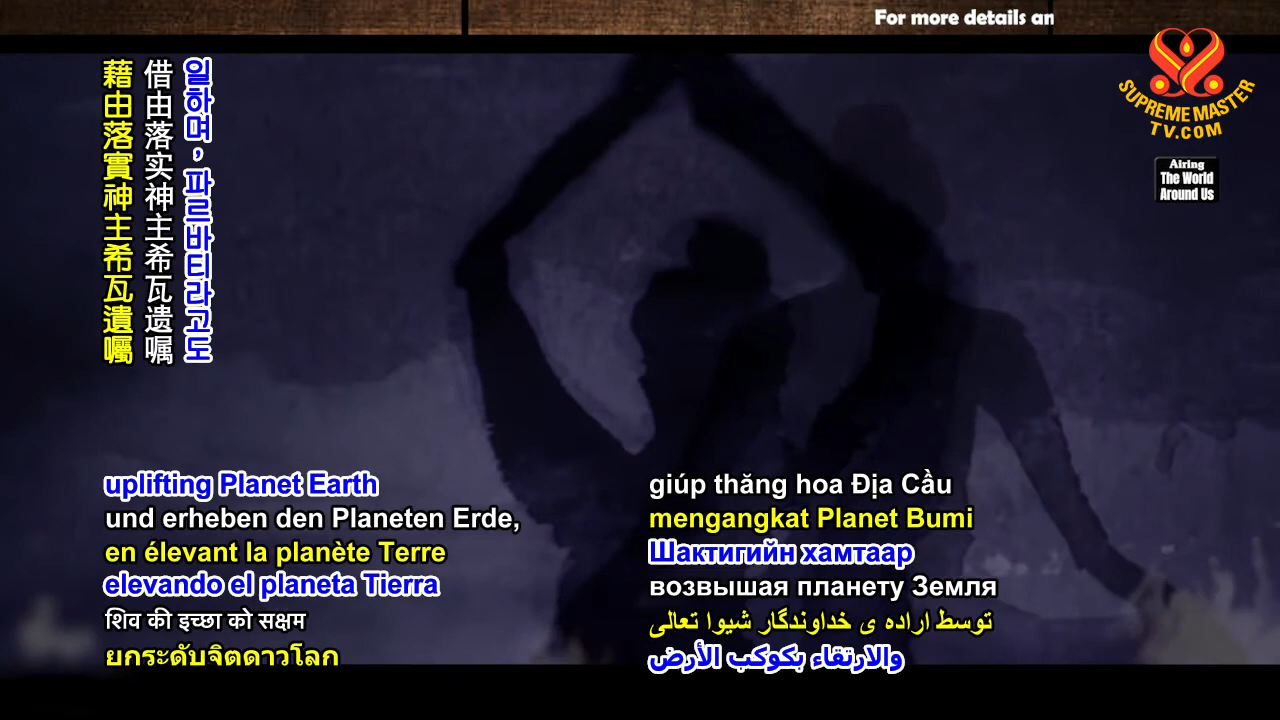 For more details an
SUPREME MASTER
TV.COM
Airing
The World
Around Us
藉由落實神主希瓦遺囑
借由落实神主希瓦遗嘱
일하며, 파르바티라고도
uplifting Planet Earth
und erheben den Planeten Erde,
en élevant la planète Terre
elevando el planeta Tierra
शिव की इच्छा को सक्षम
ยกระดับจิตดาวโลก
giúp thăng hoa Địa Cầu
mengangkat Planet Bumi
Шактигийн хамтаар
возвышая планету Земля
توسط اراده ی خداوندگار شیوا تعالی
والارتقاء بكوكب الأرض